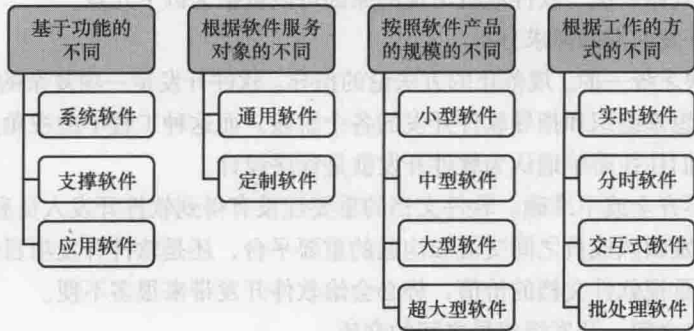 基于功能的
不同
系统软件
支撑软件
应用软件
根据软件服务
对象的不同
通用软件
定制软件
按照软件产品
的规模的不同
小型软件
中型软件
大型软件
超大型软件
根据工作的方
式的不同
实时软件
分时软件
交互式软件
批处理软件